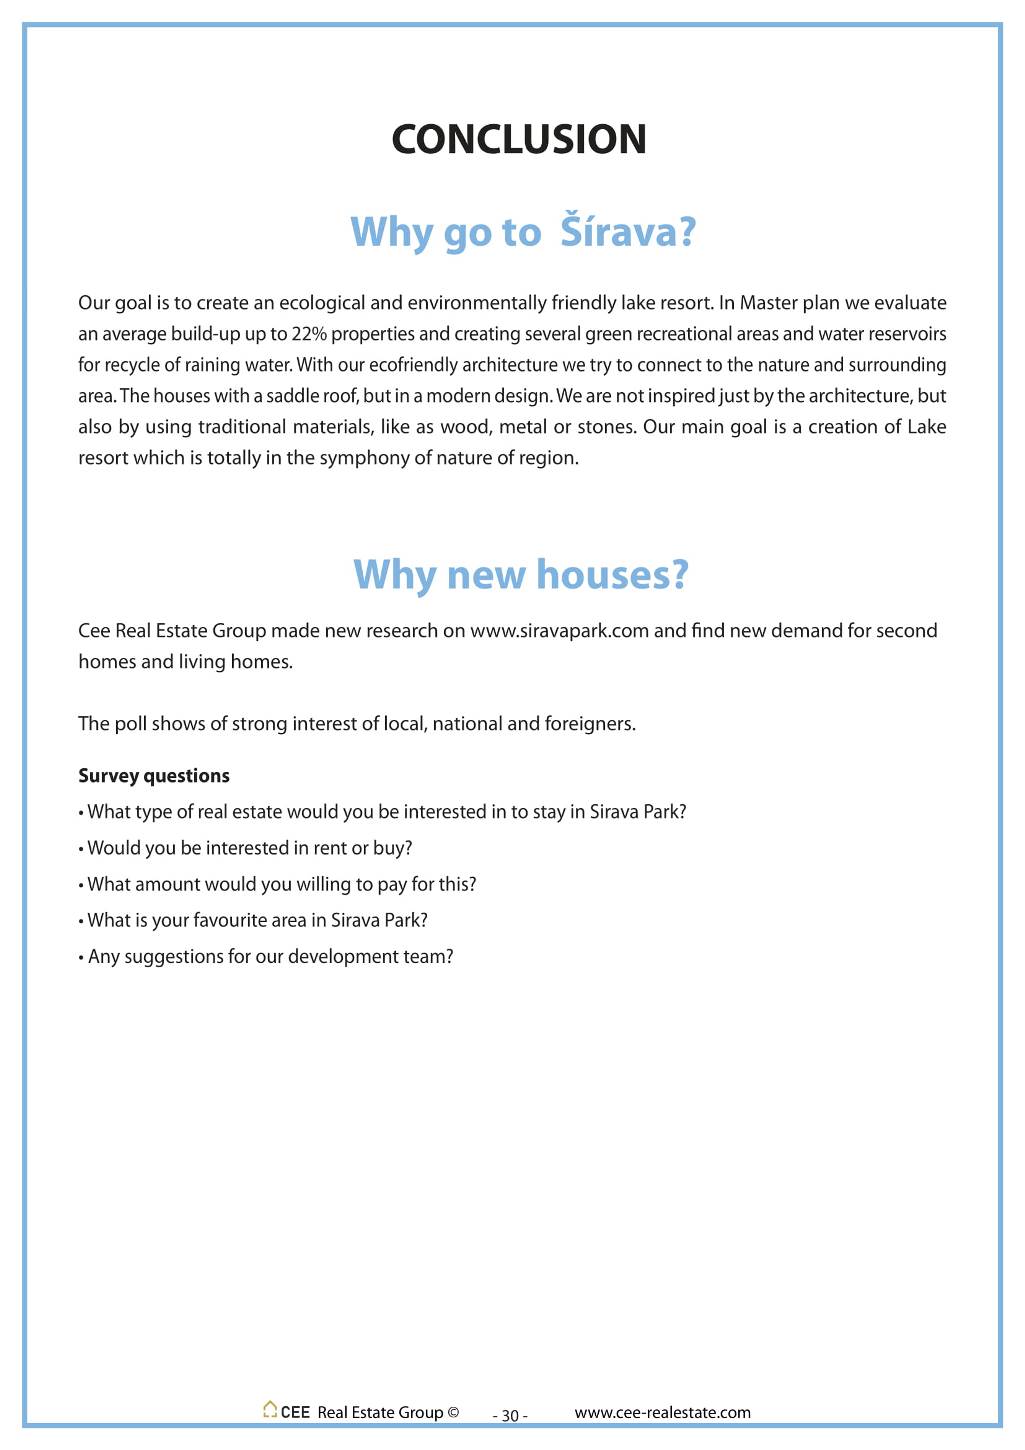 CONCLUSION
Why go to Šírava?
Our goal is to create an ecological and environmentally friendly lake resort. In Master plan we evaluate
an average build-up up to 22% properties and creating several green recreational areas and water reservoirs
for recycle of raining water. With our ecofriendly architecture we try to connect to the nature and surrounding
area. The houses with a saddle roof, but in a modern design. We are not inspired just by the architecture, but
also by using traditional materials, like as wood, metal or stones. Our main goal is a creation of Lake
resort which is totally in the symphony of nature of region.
Why new houses?
Cee Real Estate Group made new research on www.siravapark.com and find new demand for second
homes and living homes.
The poll shows of strong interest of local, national and foreigners.
Survey questions
• What type of real estate would you be interested in to stay in Sirava Park?
• Would you be interested in rent or buy?
• What amount would you willing to pay for this?
• What is your favourite area in Sirava Park?
• Any suggestions for our development team?
CEE Real Estate Group © - 30 - www.cee-realestate.com